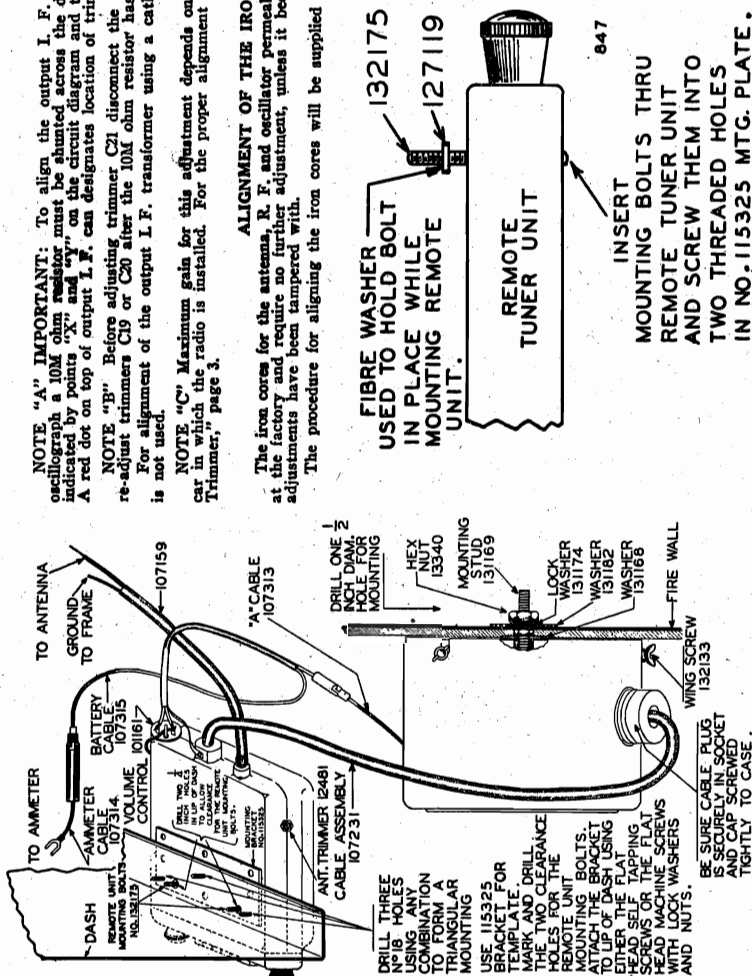 NOTE "A" IMPORTANT: To align the output I. F.
oscillograph a 10M ohm resistor must be shunted across the
indicated by points "X" and "Y" on the circuit diagram and
A red dot on top of output I. F. can designates location of
NOTE "B" Before adjusting trimmer C21 disconnect the
re-adjust trimmers C19 or C20 after the 10M ohm resistor has
For alignment of the output I. F. transformer using a
is not used.
NOTE "C" Maximum gain for this adjustment depends on
car in which the radio is installed. For the proper alignment
Trimmer," page 3.
ALIGNMENT OF THE IRO
The iron cores for the antenna, R. F. and oscillator
at the factory and require no further adjustment, unless it
adjustments have been tampered with.
The procedure for aligning the iron cores will be supplied
FIBRE WASHER
USED TO HOLD BOLT
IN PLACE WHILE
MOUNTING REMOTE
UNIT.
132175
127119
REMOTE
TUNER UNIT
847
INSERT
MOUNTING BOLTS THRU
REMOTE TUNER UNIT
AND SCREW THEM INTO
TWO THREADED HOLES
IN NO. 115325 MTG. PLATE.
TO ANTENNA
GROUND
TO FRAME
107159
"A" CABLE
107313
TO AMMETER
BATTERY
CABLE
107315
101161
AMMETER
CABLE
107314
VOLUME
CONTROL
DASH
REMOTE UNIT
MOUNTING BOLTS
NO. 132175
DRILL TWO 1/4
INCH HOLES
IN LIP OF DASH
TO ALLOW
CLEARANCE
FOR THE REMOTE
UNIT MOUNTING
BOLTS
MOUNTING
BRACKET
NO. 115325
ANT. TRIMMER 12481
CABLE ASSEMBLY
107231
DRILL THREE
Nº 18 HOLES
USING ANY
COMBINATION
TO FORM A
TRIANGULAR
MOUNTING
USE 115325
BRACKET FOR
TEMPLATE.
MARK AND DRILL
THE TWO CLEARANCE
HOLES FOR THE
REMOTE UNIT
MOUNTING BOLTS.
ATTACH THE BRACKET
TO LIP OF DASH USING
EITHER THE FLAT
HEAD SELF TAPPING
SCREWS OR THE FLAT
HEAD MACHINE SCREWS
WITH LOCK WASHERS
AND NUTS.
DRILL ONE 1/2
INCH DIAM.
HOLE FOR
MOUNTING
HEX
NUT
13340
MOUNTING
STUD
131169
LOCK
WASHER
131174
WASHER
131182
WASHER
131168
FIRE WALL
WING SCREW
132133
BE SURE CABLE PLUG
IS SECURELY IN SOCKET
AND CAP SCREWED
TIGHTLY TO CASE.